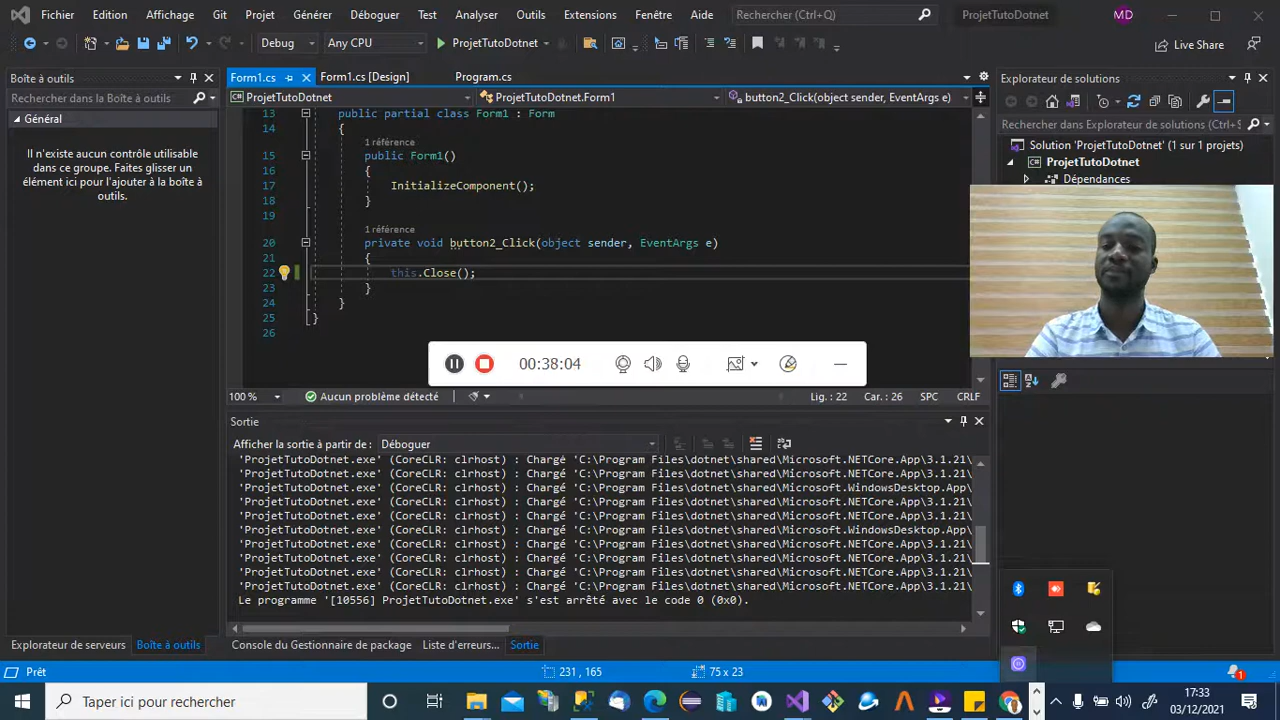 Fichier Edition Affichage Git Projet Générer Déboguer Test Analyser Outils Extensions Fenêtre Aide Rechercher (Ctrl+Q) ProjetTutoDotnet MD
Debug Any CPU ProjetTutoDotnet Live Share
Boîte à outils
Form1.cs Form1.cs [Design] Program.cs
Explorateur de solutions
Rechercher dans la Boîte à outils
ProjetTutoDotnet ProjetTutoDotnet.Form1 button2_Click(object sender, EventArgs e)
Général
Il n'existe aucun contrôle utilisable
dans ce groupe. Faites glisser un
élément ici pour l'ajouter à la boîte à
outils.
13 public partial class Form1 : Form
14 {
1 référence
15 public Form1()
16 {
17 InitializeComponent();
18 }
19
1 référence
20 private void button2_Click(object sender, EventArgs e)
21 {
22 this.Close();
23 }
24 }
25 }
26
Rechercher dans Explorateur de solutions (Ctrl+$
Solution 'ProjetTutoDotnet' (1 sur 1 projets)
ProjetTutoDotnet
Dépendances
00:38:04
100 % Aucun problème détecté Lig. : 22 Car. : 26 SPC CRLF
Sortie
Afficher la sortie à partir de : Déboguer
'ProjetTutoDotnet.exe' (CoreCLR: clrhost) : Chargé 'C:\Program Files\dotnet\shared\Microsoft.NETCore.App\3.1.21\
'ProjetTutoDotnet.exe' (CoreCLR: clrhost) : Chargé 'C:\Program Files\dotnet\shared\Microsoft.NETCore.App\3.1.21\
'ProjetTutoDotnet.exe' (CoreCLR: clrhost) : Chargé 'C:\Program Files\dotnet\shared\Microsoft.WindowsDesktop.App\
'ProjetTutoDotnet.exe' (CoreCLR: clrhost) : Chargé 'C:\Program Files\dotnet\shared\Microsoft.NETCore.App\3.1.21\
'ProjetTutoDotnet.exe' (CoreCLR: clrhost) : Chargé 'C:\Program Files\dotnet\shared\Microsoft.NETCore.App\3.1.21\
'ProjetTutoDotnet.exe' (CoreCLR: clrhost) : Chargé 'C:\Program Files\dotnet\shared\Microsoft.WindowsDesktop.App\
'ProjetTutoDotnet.exe' (CoreCLR: clrhost) : Chargé 'C:\Program Files\dotnet\shared\Microsoft.NETCore.App\3.1.21\
'ProjetTutoDotnet.exe' (CoreCLR: clrhost) : Chargé 'C:\Program Files\dotnet\shared\Microsoft.NETCore.App\3.1.21\
'ProjetTutoDotnet.exe' (CoreCLR: clrhost) : Chargé 'C:\Program Files\dotnet\shared\Microsoft.NETCore.App\3.1.21\
'ProjetTutoDotnet.exe' (CoreCLR: clrhost) : Chargé 'C:\Program Files\dotnet\shared\Microsoft.NETCore.App\3.1.21\
Le programme '[10556] ProjetTutoDotnet.exe' s'est arrêté avec le code 0 (0x0).
Explorateur de serveurs Boîte à outils Console du Gestionnaire de package Liste d'erreurs... Sortie
Prêt 231, 165 75 x 23 1
Taper ici pour rechercher
17:33
03/12/2021